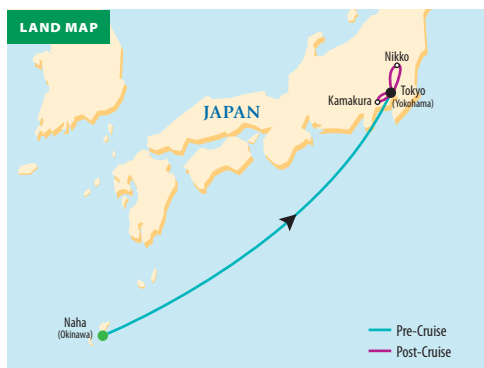 LAND MAP
Nikko
Tokyo
Kamakura
(Yokohama)
JAPAN
Naha
(Okinawa)
Pre-Cruise
Post-Cruise